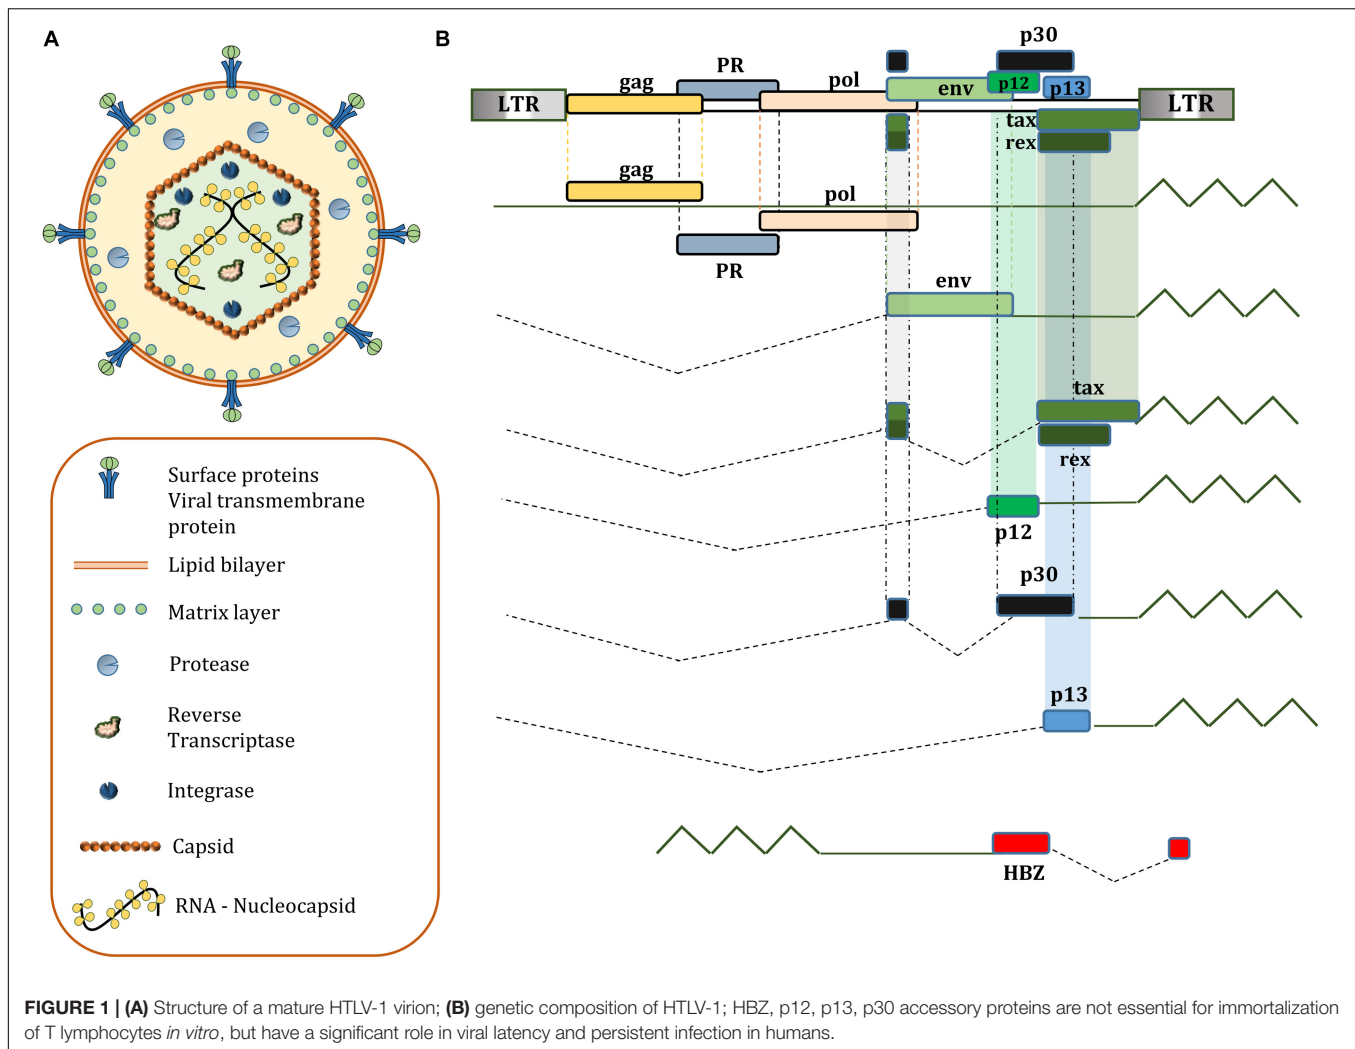 A
Surface proteins
Viral transmembrane
protein
Lipid bilayer
Matrix layer
Protease
Reverse
Transcriptase
Integrase
Capsid
RNA - Nucleocapsid
B
p30
PR
gag
pol
env
p12
p13
LTR
LTR
tax
rex
gag
pol
PR
env
tax
rex
p12
p30
p13
HBZ
FIGURE 1 | (A) Structure of a mature HTLV-1 virion; (B) genetic composition of HTLV-1; HBZ, p12, p13, p30 accessory proteins are not essential for immortalization
of T lymphocytes in vitro, but have a significant role in viral latency and persistent infection in humans.